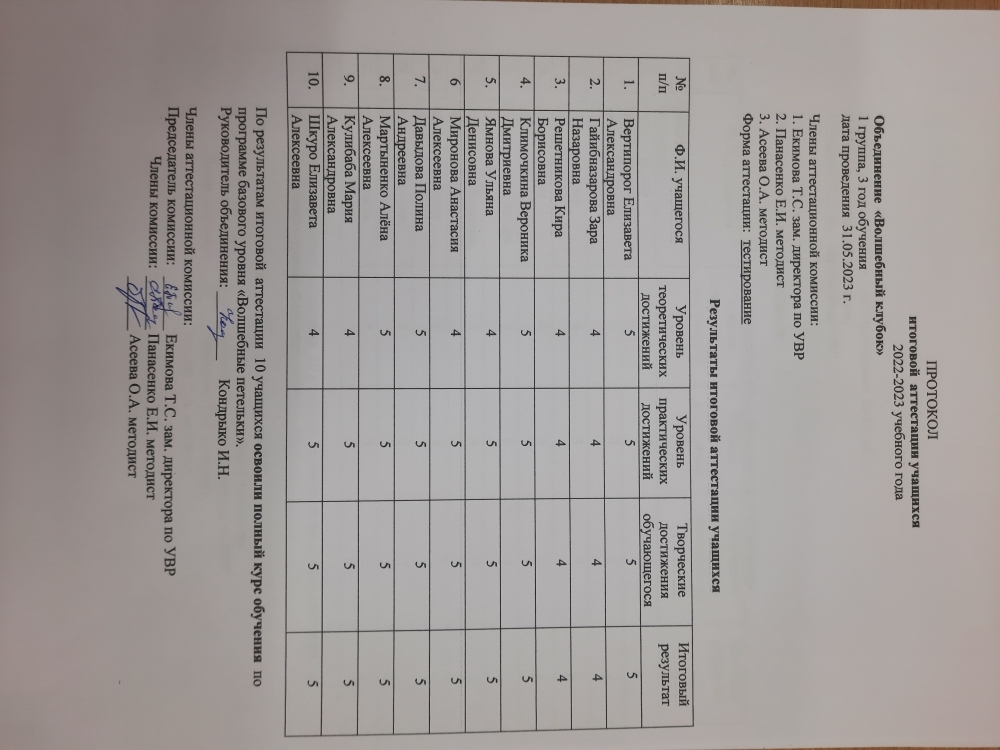 ПРОТОКОЛ
итоговой аттестации учащихся
2022-2023 учебного года
Объединение «Волшебный клубок»
1 группа, 3 год обучения
дата проведения 31.05.2023 г.
Члены аттестационной комиссии:
1. Екимова Т.С. зам. директора по УВР
2. Панасенко Е.И. методист
3. Асеева О.А. методист
Форма аттестации: тестирование
Результаты итоговой аттестации учащихся
№ п/п Ф.И. учащегося Уровень теоретических достижений Уровень практических достижений Творческие достижения обучающегося Итоговый результат
1. Вертипорог Елизавета Александровна 5 5 5 5
2. Гайибназарова Зара Назаровна 4 4 4 4
3. Решетникова Кира Борисовна 4 4 4 4
4. Климочкина Вероника Дмитриевна 5 5 5 5
5. Ямнова Ульяна Денисовна 4 5 5 5
6 Миронова Анастасия Алексеевна 4 5 5 5
7. Давыдова Полина Андреевна 5 5 5 5
8. Мартыненко Алёна Алексеевна 5 5 5 5
9. Кулибаба Мария Александровна 4 5 5 5
10. Шкуро Елизавета Алексеевна 4 5 5 5
По результатам итоговой аттестации 10 учащихся освоили полный курс обучения по
программе базового уровня «Волшебные петельки».
Руководитель объединения: Кондрыко И.Н.
Члены аттестационной комиссии:
Председатель комиссии: Екимова Т.С. зам. директора по УВР
Члены комиссии: Панасенко Е.И. методист
Асеева О.А. методист